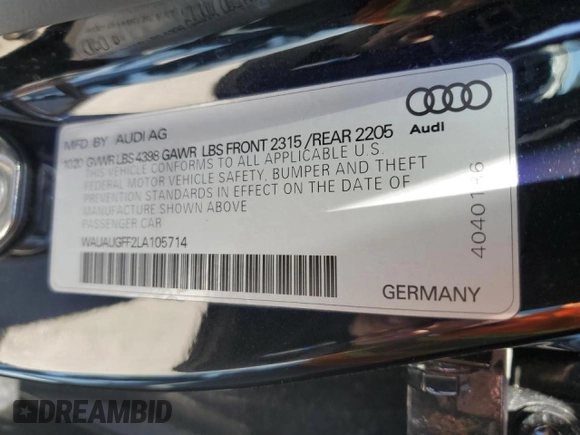 MFD. BY AUDI AG
10.20 GVWR LBS 4398 GAWR LBS FRONT 2315 / REAR 2205
THIS VEHICLE CONFORMS TO ALL APPLICABLE U.S.
FEDERAL MOTOR VEHICLE SAFETY, BUMPER AND THEFT
PREVENTION STANDARDS IN EFFECT ON THE DATE OF
MANUFACTURE SHOWN ABOVE
PASSENGER CAR
WAUAUGFF2LA105714
Audi
GERMANY
DREAMBID